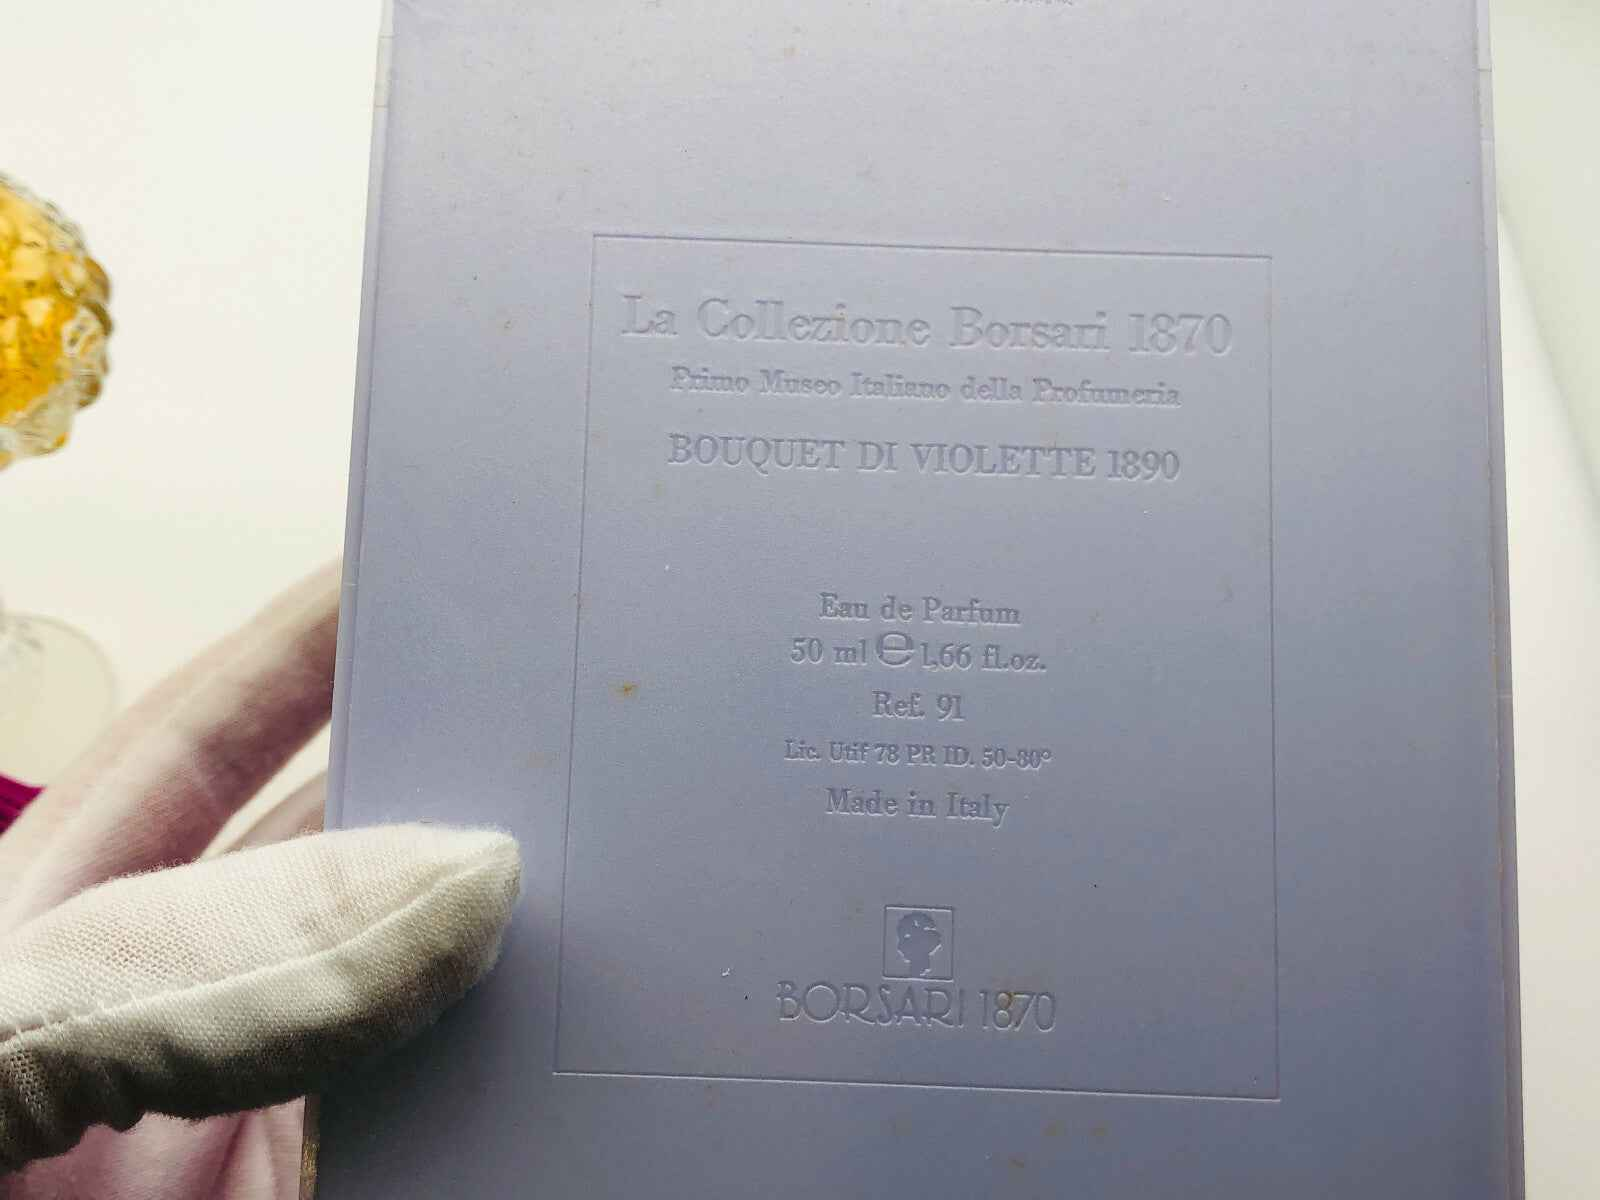 La Collezione Borsari 1870
Primo Museo Italiano della Profumeria
BOUQUET DI VIOLETTE 1890
Eau de Parfum
50 ml ℮ 1,66 fl.oz.
Ref. 91
Lic. Utif 78 PR ID. 50-80°
Made in Italy
BORSARI 1870